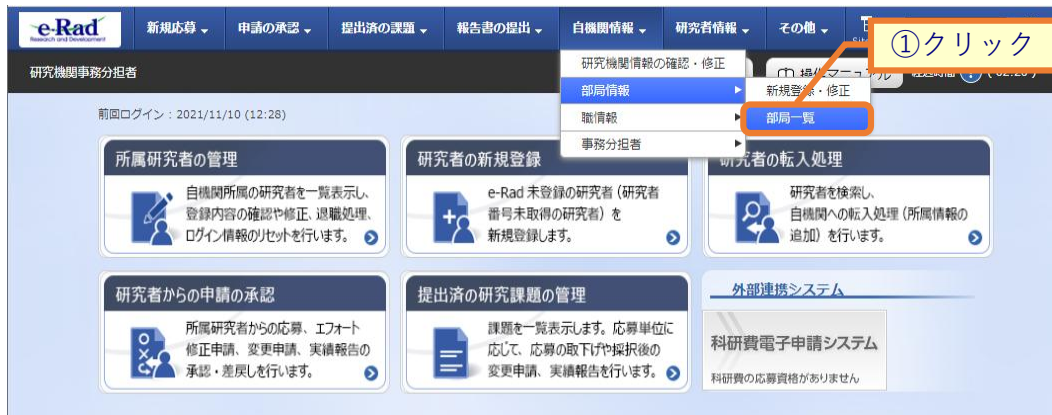 e-Rad 新規応募 申請の承認 提出済の課題 報告書の提出 自機関情報 研究者情報 その他
Research and Development
①クリック
研究機関事務分担者
研究機関情報の確認・修正
部局情報
職情報
事務分担者
新規登録・修正
部局一覧
前回ログイン：2021/11/10 (12:28)
所属研究者の管理
自機関所属の研究者を一覧表示し、
登録内容の確認や修正、退職処理、
ログイン情報のリセットを行います。
研究者の新規登録
e-Rad 未登録の研究者（研究者
番号未取得の研究者）を
新規登録します。
研究者の転入処理
研究者を検索し、
自機関への転入処理（所属情報の
追加）を行います。
研究者からの申請の承認
所属研究者からの応募、エフォート
修正申請、変更申請、実績報告の
承認・差戻しを行います。
提出済の研究課題の管理
課題を一覧表示します。応募単位に
応じて、応募の取下げや採択後の
変更申請、実績報告を行います。
外部連携システム
科研費電子申請システム
科研費の応募資格がありません